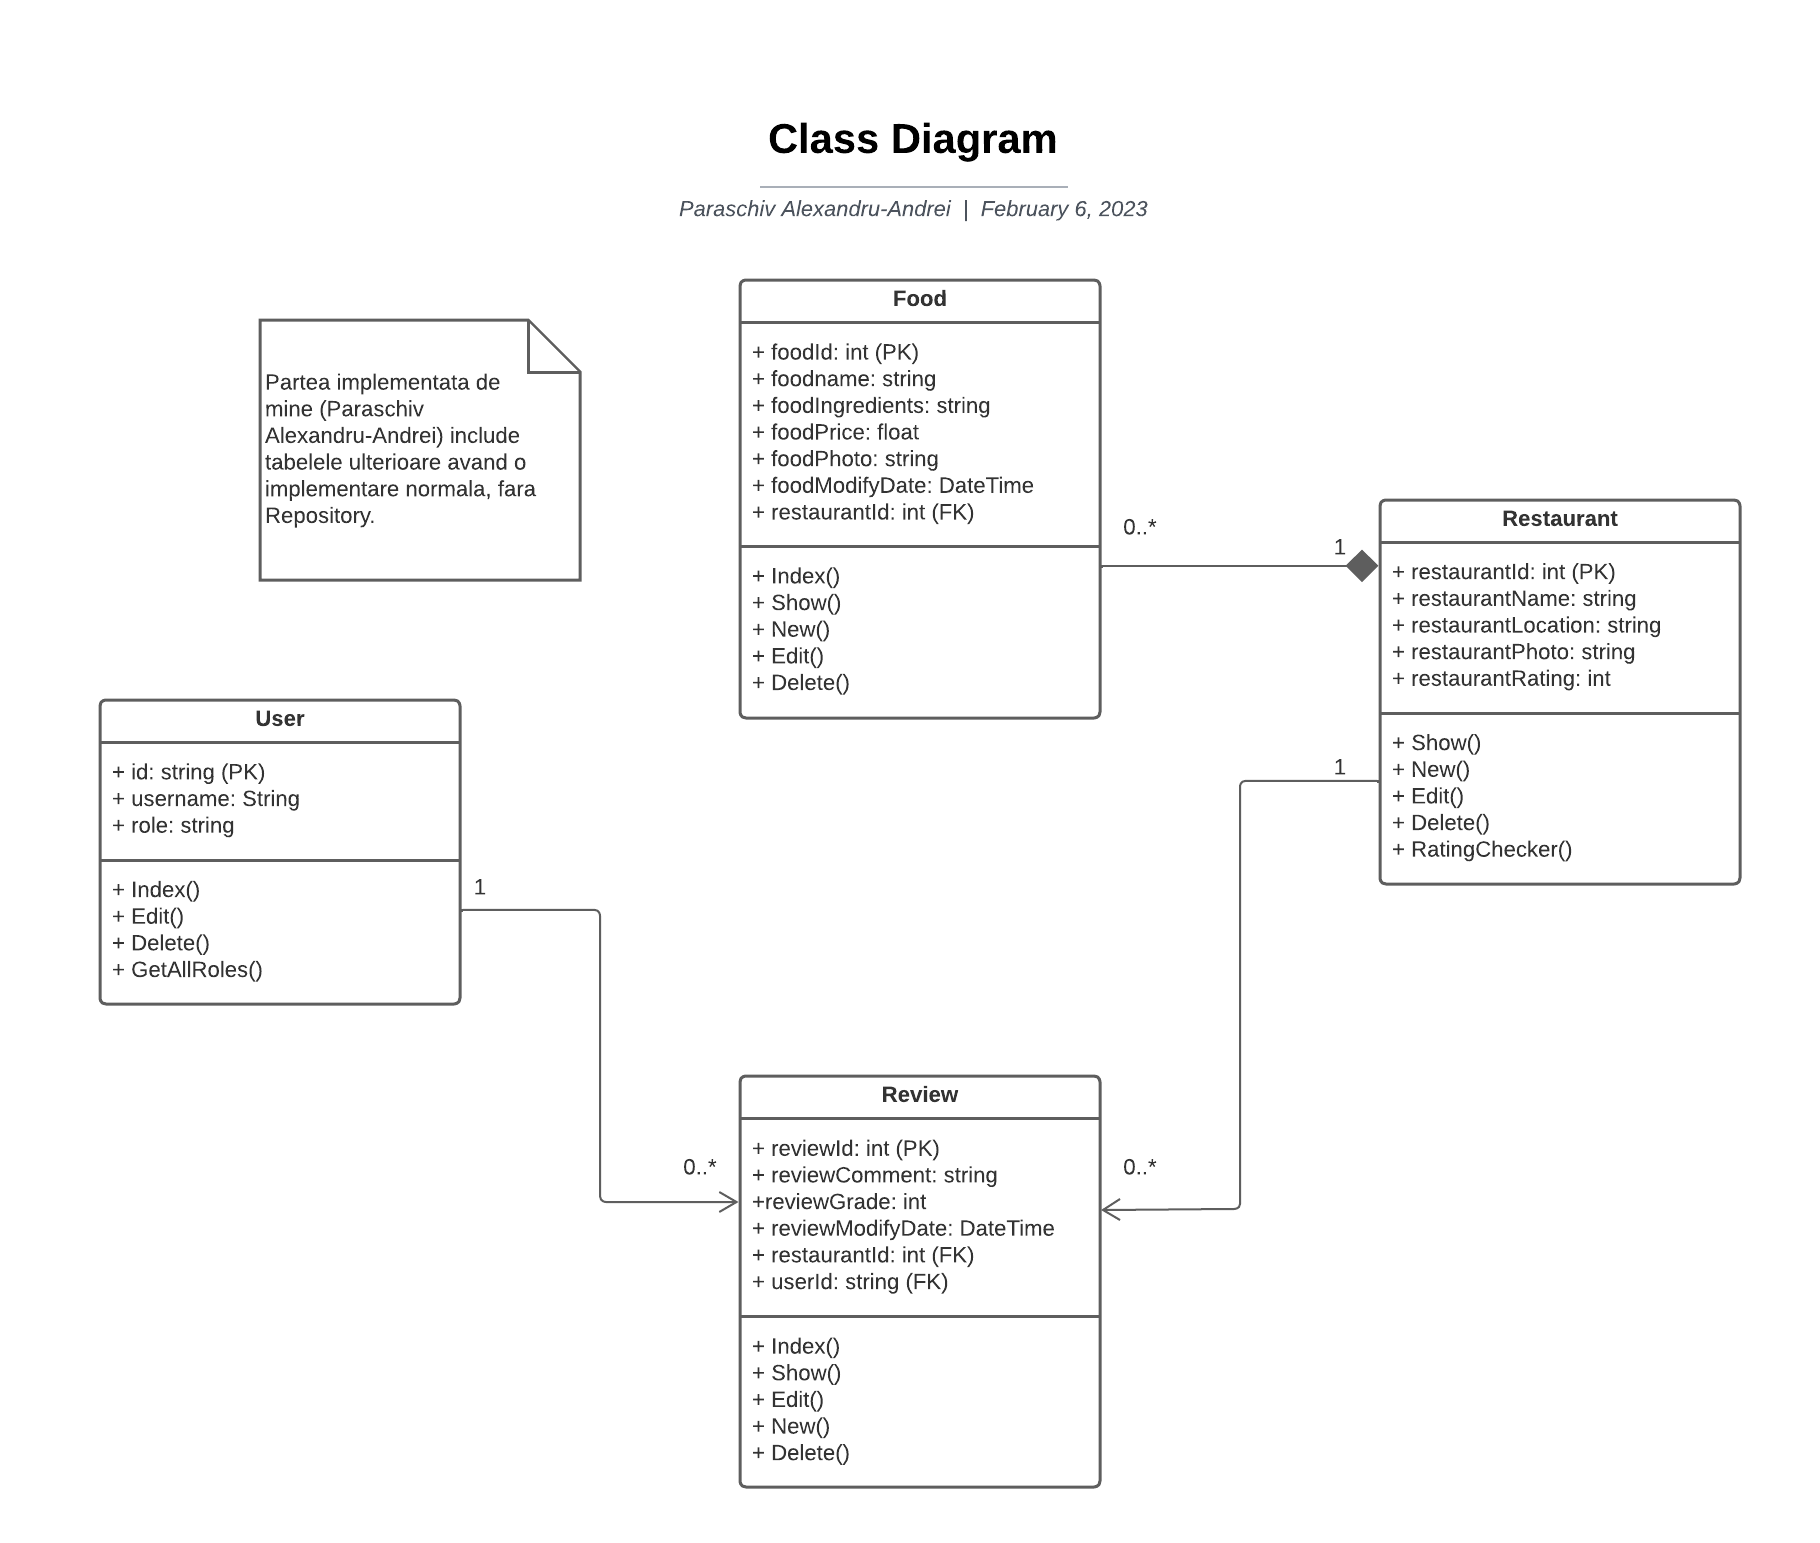 Class Diagram
Paraschiv Alexandru-Andrei | February 6, 2023
Partea implementata de
mine (Paraschiv
Alexandru-Andrei) include
tabelele ulterioare avand o
implementare normala, fara
Repository.
Food
+ foodId: int (PK)
+ foodname: string
+ foodIngredients: string
+ foodPrice: float
+ foodPhoto: string
+ foodModifyDate: DateTime
+ restaurantId: int (FK)
+ Index()
+ Show()
+ New()
+ Edit()
+ Delete()
0..*
1
Restaurant
+ restaurantId: int (PK)
+ restaurantName: string
+ restaurantLocation: string
+ restaurantPhoto: string
+ restaurantRating: int
+ Show()
+ New()
+ Edit()
+ Delete()
+ RatingChecker()
1
User
+ id: string (PK)
+ username: String
+ role: string
+ Index()
+ Edit()
+ Delete()
+ GetAllRoles()
1
0..*
0..*
Review
+ reviewId: int (PK)
+ reviewComment: string
+reviewGrade: int
+ reviewModifyDate: DateTime
+ restaurantId: int (FK)
+ userId: string (FK)
+ Index()
+ Show()
+ Edit()
+ New()
+ Delete()